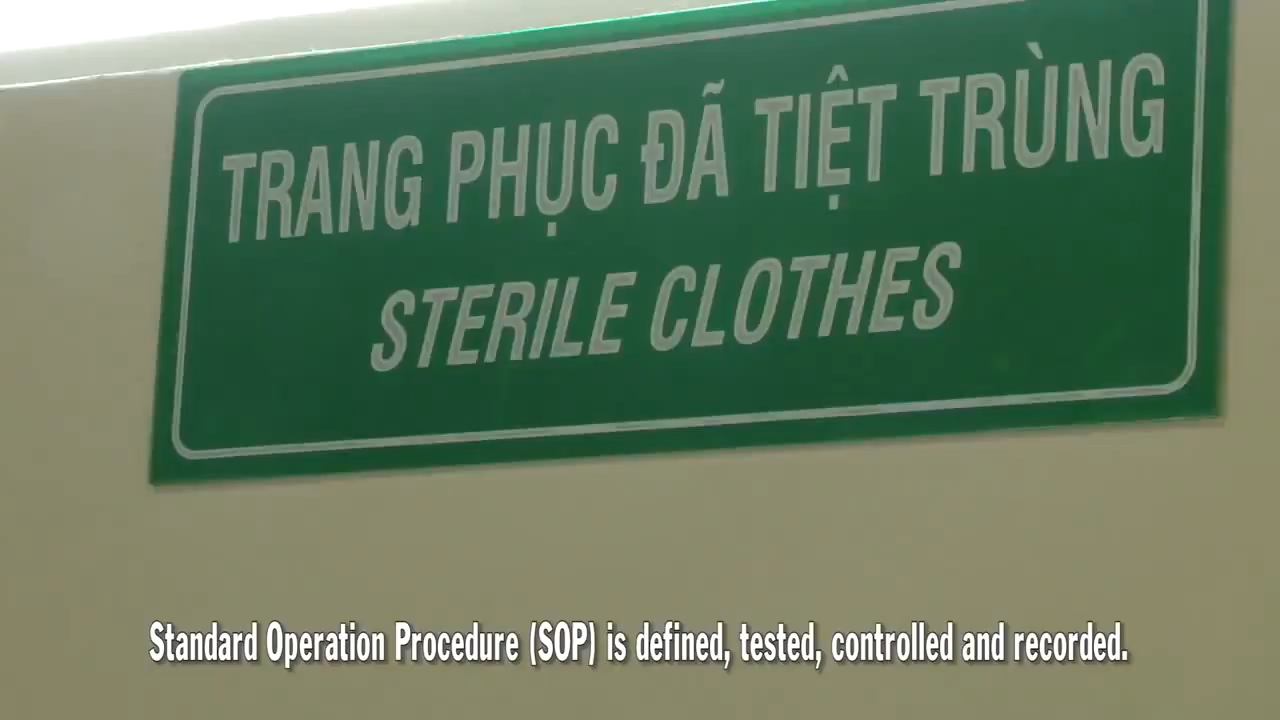 TRANG PHỤC ĐÃ TIỆT TRÙNG
STERILE CLOTHES
Standard Operation Procedure (SOP) is defined, tested, controlled and recorded.